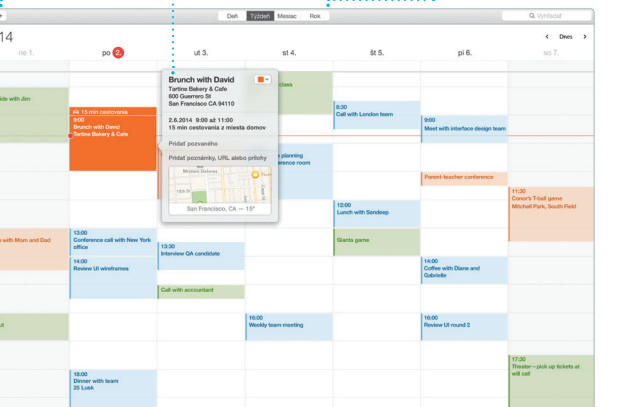 Deň Týždeň Mesiac Rok
Vyhľadať
14
Dnes
ne 1.
po 2.
ut 3.
st 4.
št 5.
pi 6.
so 7.
ide with Jim
15 min cestovania
9:00
Brunch with David
Tartine Bakery & Cafe
Brunch with David
Tartine Bakery & Cafe
600 Guerrero St
San Francisco CA 94110
2.6.2014 9:00 až 11:00
15 min cestovania z miesta domov
Pridať pozvaného
Pridať poznámky, URL alebo prílohy
Mission Dolores
15th St
San Francisco, CA — 15°
class
planning
erence room
8:30
Call with London team
9:00
Meet with interface design team
Parent-teacher conference
11:30
Conor's T-ball game
Mitchell Park, South Field
12:00
Lunch with Sandeep
Giants game
with Mom and Dad
13:00
Conference call with New York
office
13:30
Interview QA candidate
14:00
Review UI wireframes
14:00
Coffee with Diane and
Gabrielle
Call with accountant
ut
16:00
Weekly team meeting
16:00
Review UI round 2
17:30
Theater—pick up tickets at
will call
18:00
Dinner with team
25 Lusk